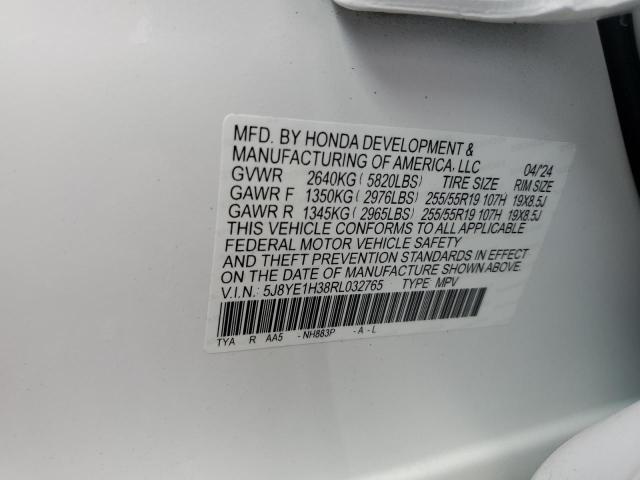 MFD. BY HONDA DEVELOPMENT &
MANUFACTURING OF AMERICA, LLC 04/'24
GVWR 2640KG ( 5820LBS) TIRE SIZE RIM SIZE
GAWR F 1350KG ( 2976LBS) 255/55R19 107H 19X8.5J
GAWR R 1345KG ( 2965LBS) 255/55R19 107H 19X8.5J
THIS VEHICLE CONFORMS TO ALL APPLICABLE
FEDERAL MOTOR VEHICLE SAFETY
AND THEFT PREVENTION STANDARDS IN EFFECT
ON THE DATE OF MANUFACTURE SHOWN ABOVE.
V.I.N: 5J8YE1H38RL032765 TYPE: MPV
TYA R AA5 -NH883P -A-L